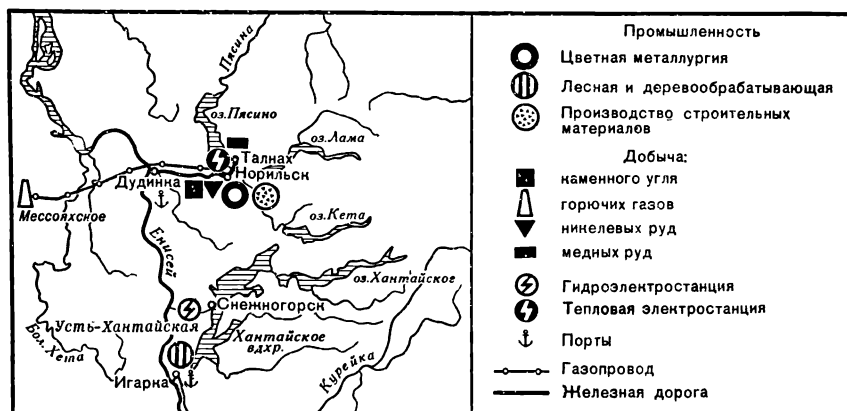 Пясина
оз.Пясино
оз.Лама
Талнах
Норильск
Дудинка
Мессояхское
оз.Кета
Енисей
оз.Хантайское
Снежногорск
Усть-Хантайская
Хантайское
вдхр.
Бол.Хета
Игарка
Курейка
Промышленность
Цветная металлургия
Лесная и деревообрабатывающая
Производство строительных
материалов
Добыча:
каменного угля
горючих газов
никелевых руд
медных руд
Гидроэлектростанция
Тепловая электростанция
Порты
Газопровод
Железная дорога